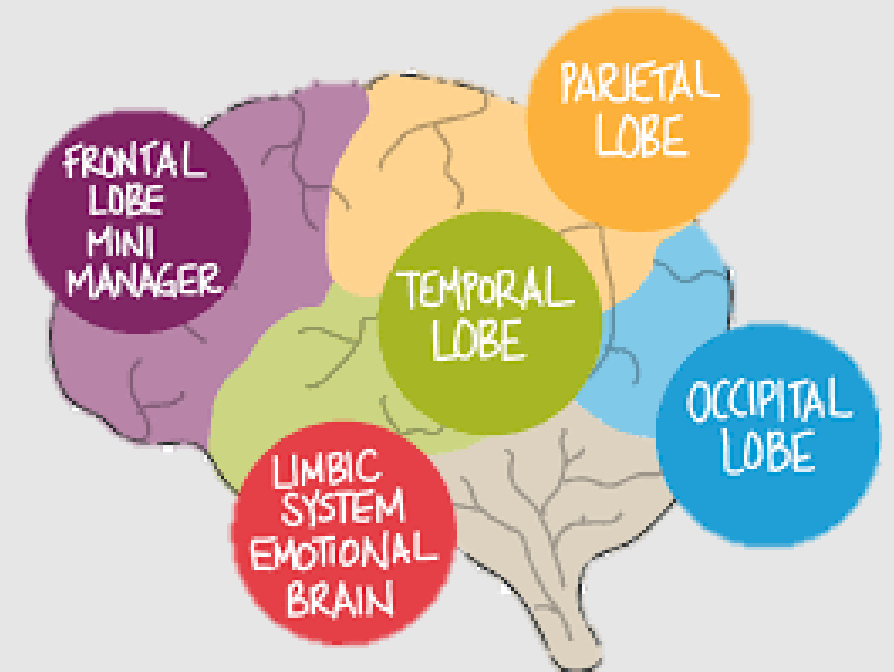 FRONTAL
LOBE
MINI
MANAGER
PARIETAL
LOBE
TEMPORAL
LOBE
OCCIPITAL
LOBE
LIMBIC
SYSTEM
EMOTIONAL
BRAIN